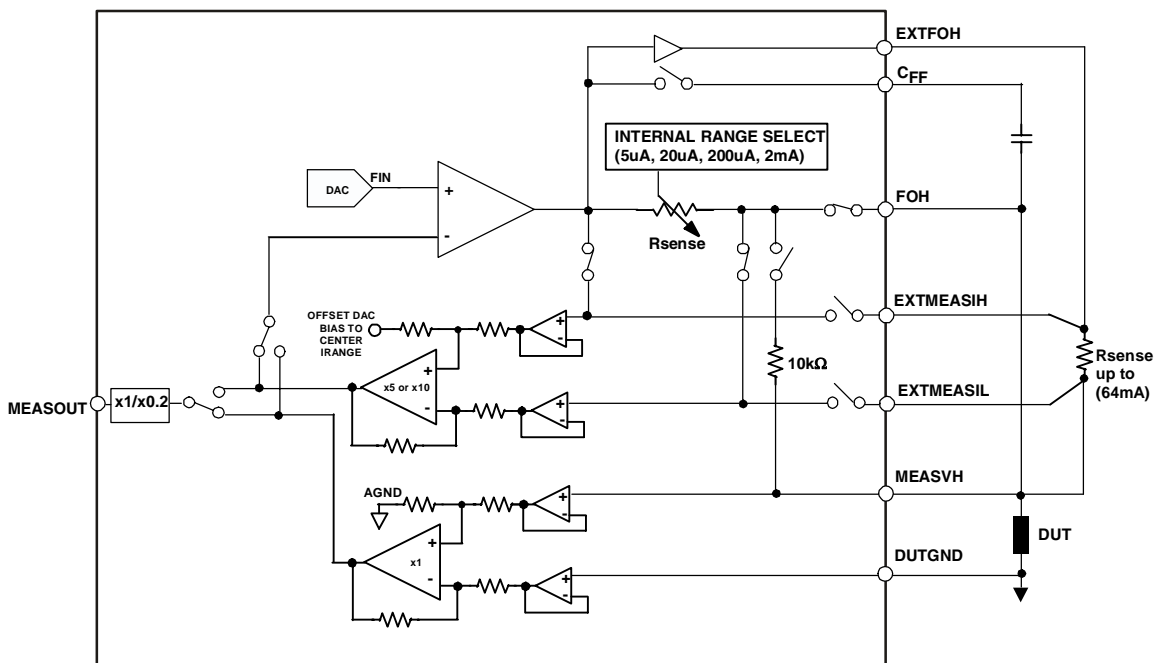 EXTFOH
CFF
INTERNAL RANGE SELECT
(5uA, 20uA, 200uA, 2mA)
DAC
FIN
+
-
Rsense
FOH
OFFSET DAC
BIAS TO
CENTER
IRANGE
+
-
EXTMEASIH
+
x5 or x10
-
10kΩ
Rsense
up to
(64mA)
MEASOUT
x1/x0.2
+
-
EXTMEASIL
AGND
+
-
MEASVH
+
x1
-
DUT
+
-
DUTGND